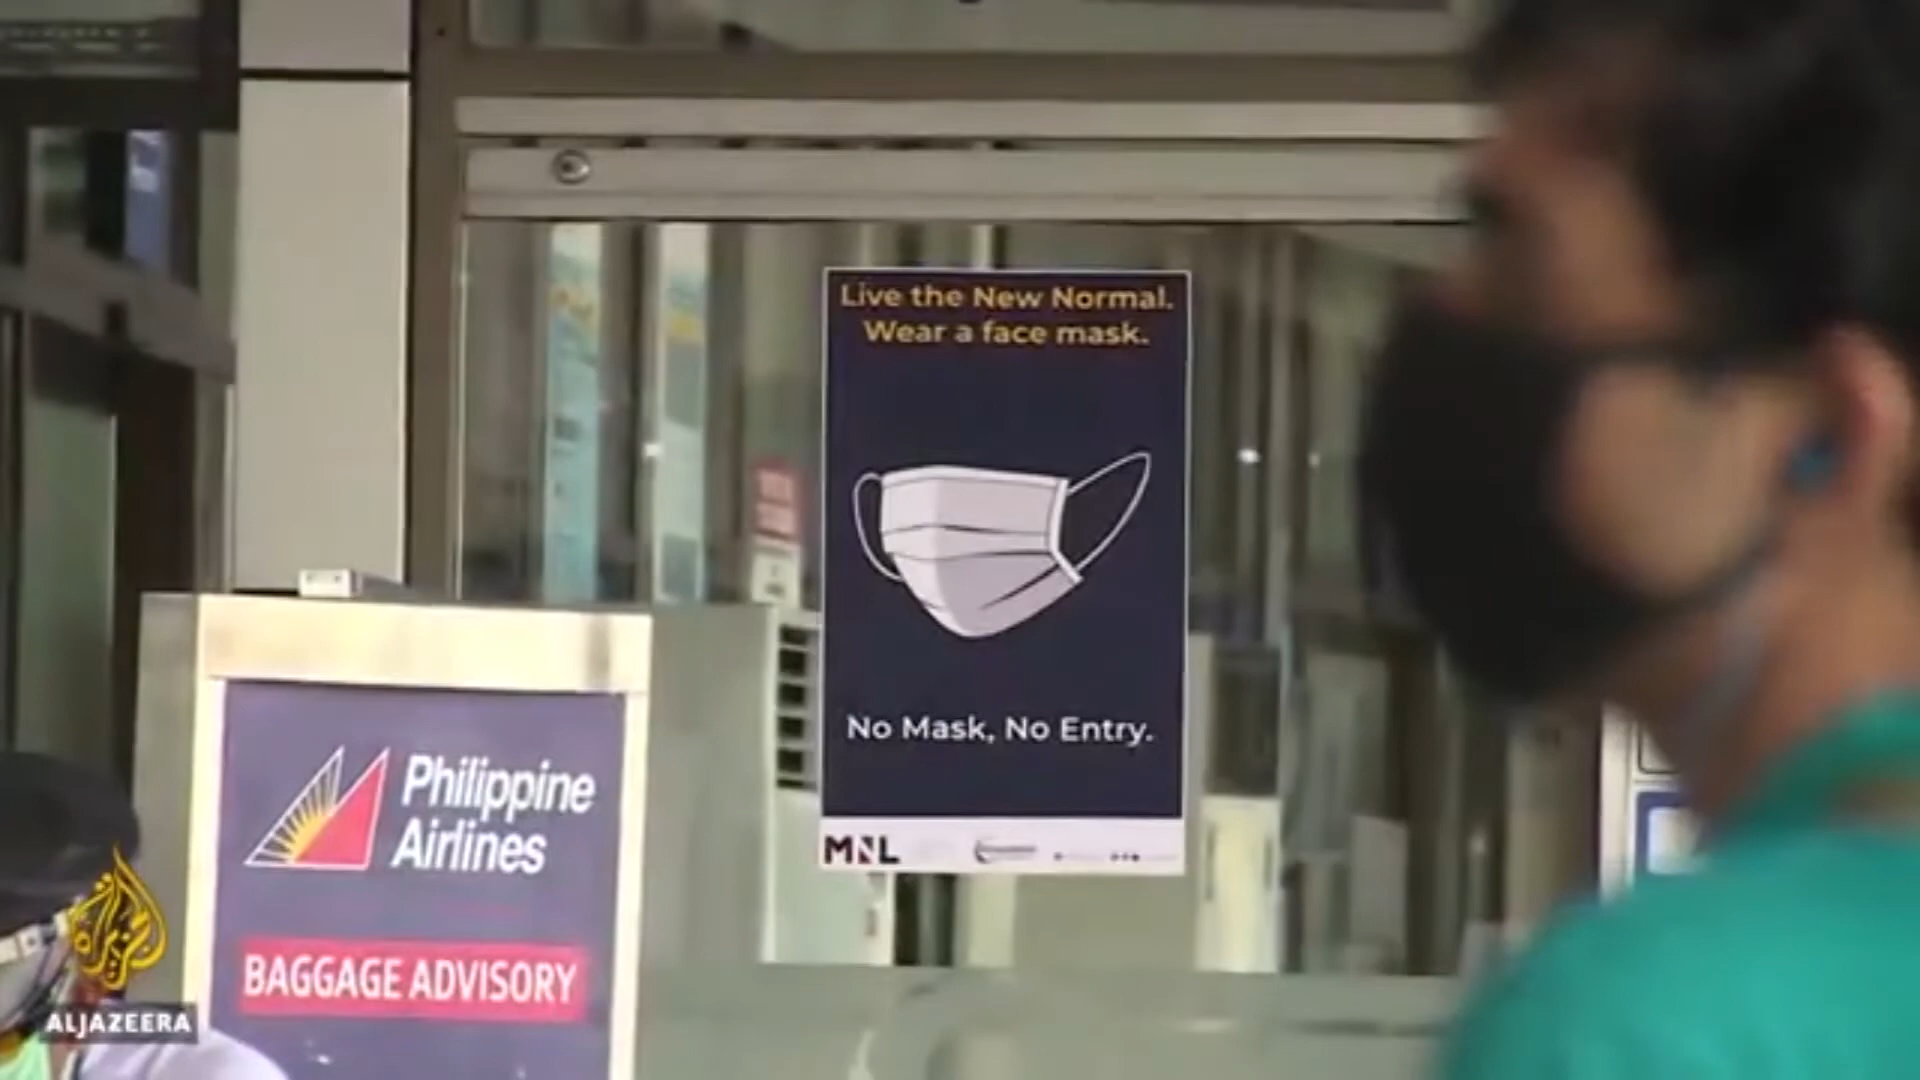 Live the New Normal.
Wear a face mask.
No Mask, No Entry.
MNL
Philippine
Airlines
BAGGAGE ADVISORY
ALJAZEERA